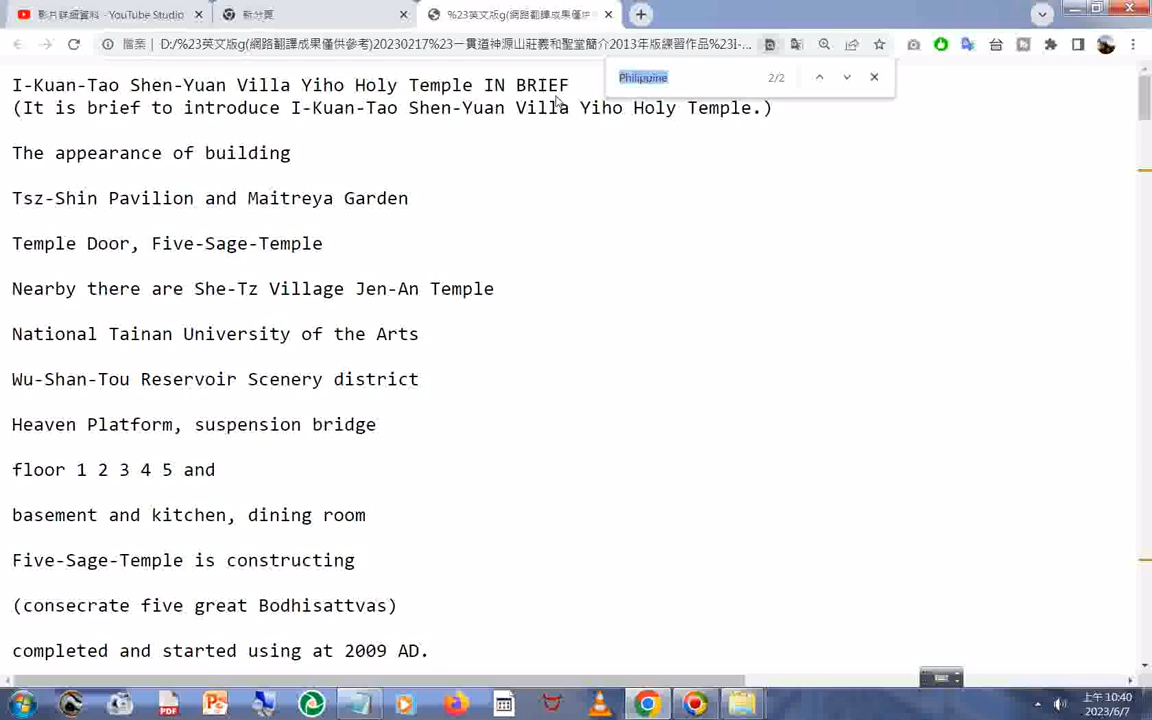 影片詳細資料 - YouTube Studio
新分頁
%23英文版g(網路翻譯成果僅供
檔案 | D:/%23英文版g(網路翻譯成果僅供參考)20230217%23一貫道神源山莊義和聖堂簡介2013年版練習作品%23I-...
Philippine 2/2
I-Kuan-Tao Shen-Yuan Villa Yiho Holy Temple IN BRIEF
(It is brief to introduce I-Kuan-Tao Shen-Yuan Villa Yiho Holy Temple.)
The appearance of building
Tsz-Shin Pavilion and Maitreya Garden
Temple Door, Five-Sage-Temple
Nearby there are She-Tz Village Jen-An Temple
National Tainan University of the Arts
Wu-Shan-Tou Reservoir Scenery district
Heaven Platform, suspension bridge
floor 1 2 3 4 5 and
basement and kitchen, dining room
Five-Sage-Temple is constructing
(consecrate five great Bodhisattvas)
completed and started using at 2009 AD.
上午 10:40
2023/6/7